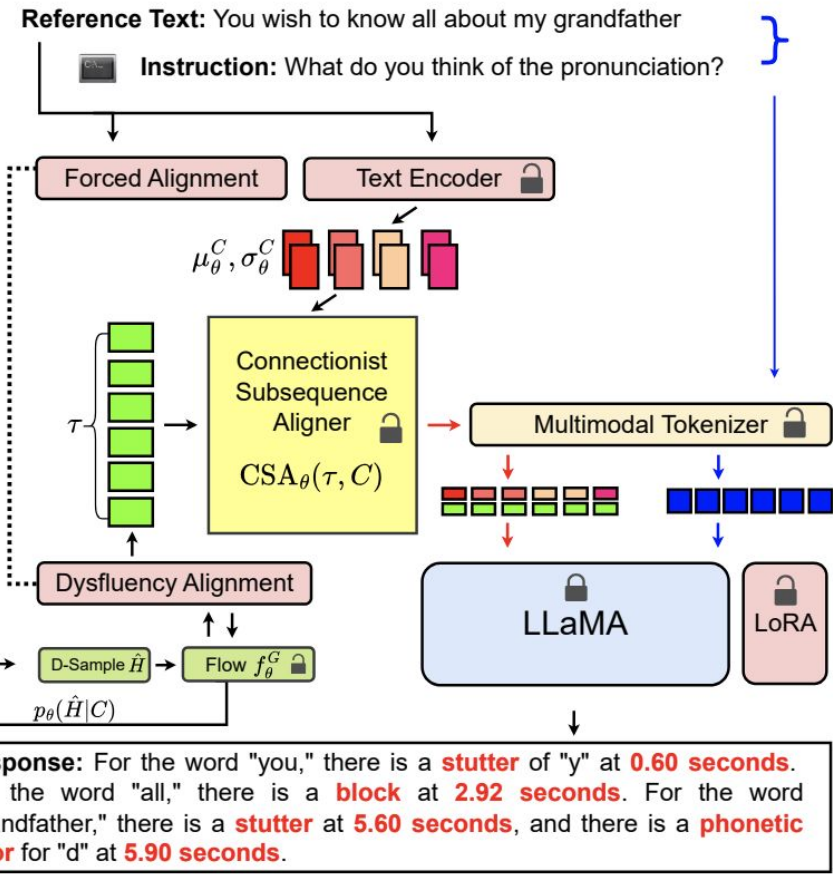 Reference Text: You wish to know all about my grandfather
Instruction: What do you think of the pronunciation?
Forced Alignment
Text Encoder
μ_θ^C, σ_θ^C
τ
Connectionist
Subsequence
Aligner
CSA_θ(τ, C)
Multimodal Tokenizer
Dysfluency Alignment
LLaMA
LoRA
D-Sample Ĥ
Flow f_θ^G
p_θ(Ĥ|C)
sponse: For the word "you," there is a stutter of "y" at 0.60 seconds.
the word "all," there is a block at 2.92 seconds. For the word
ndfather," there is a stutter at 5.60 seconds, and there is a phonetic
or for "d" at 5.90 seconds.